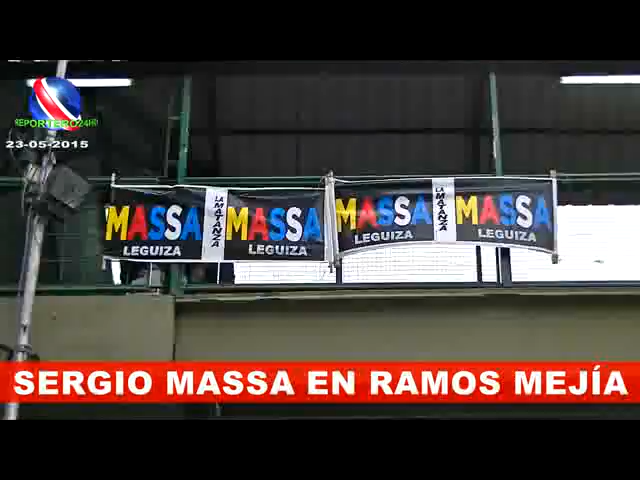 REPORTERO24HR
23-05-2015
MASSA
LEGUIZA
LA MATANZA
MASSA
LEGUIZA
MASSA
LEGUIZA
LA MATANZA
MASSA
LEGUIZA
SERGIO MASSA EN RAMOS MEJÍA